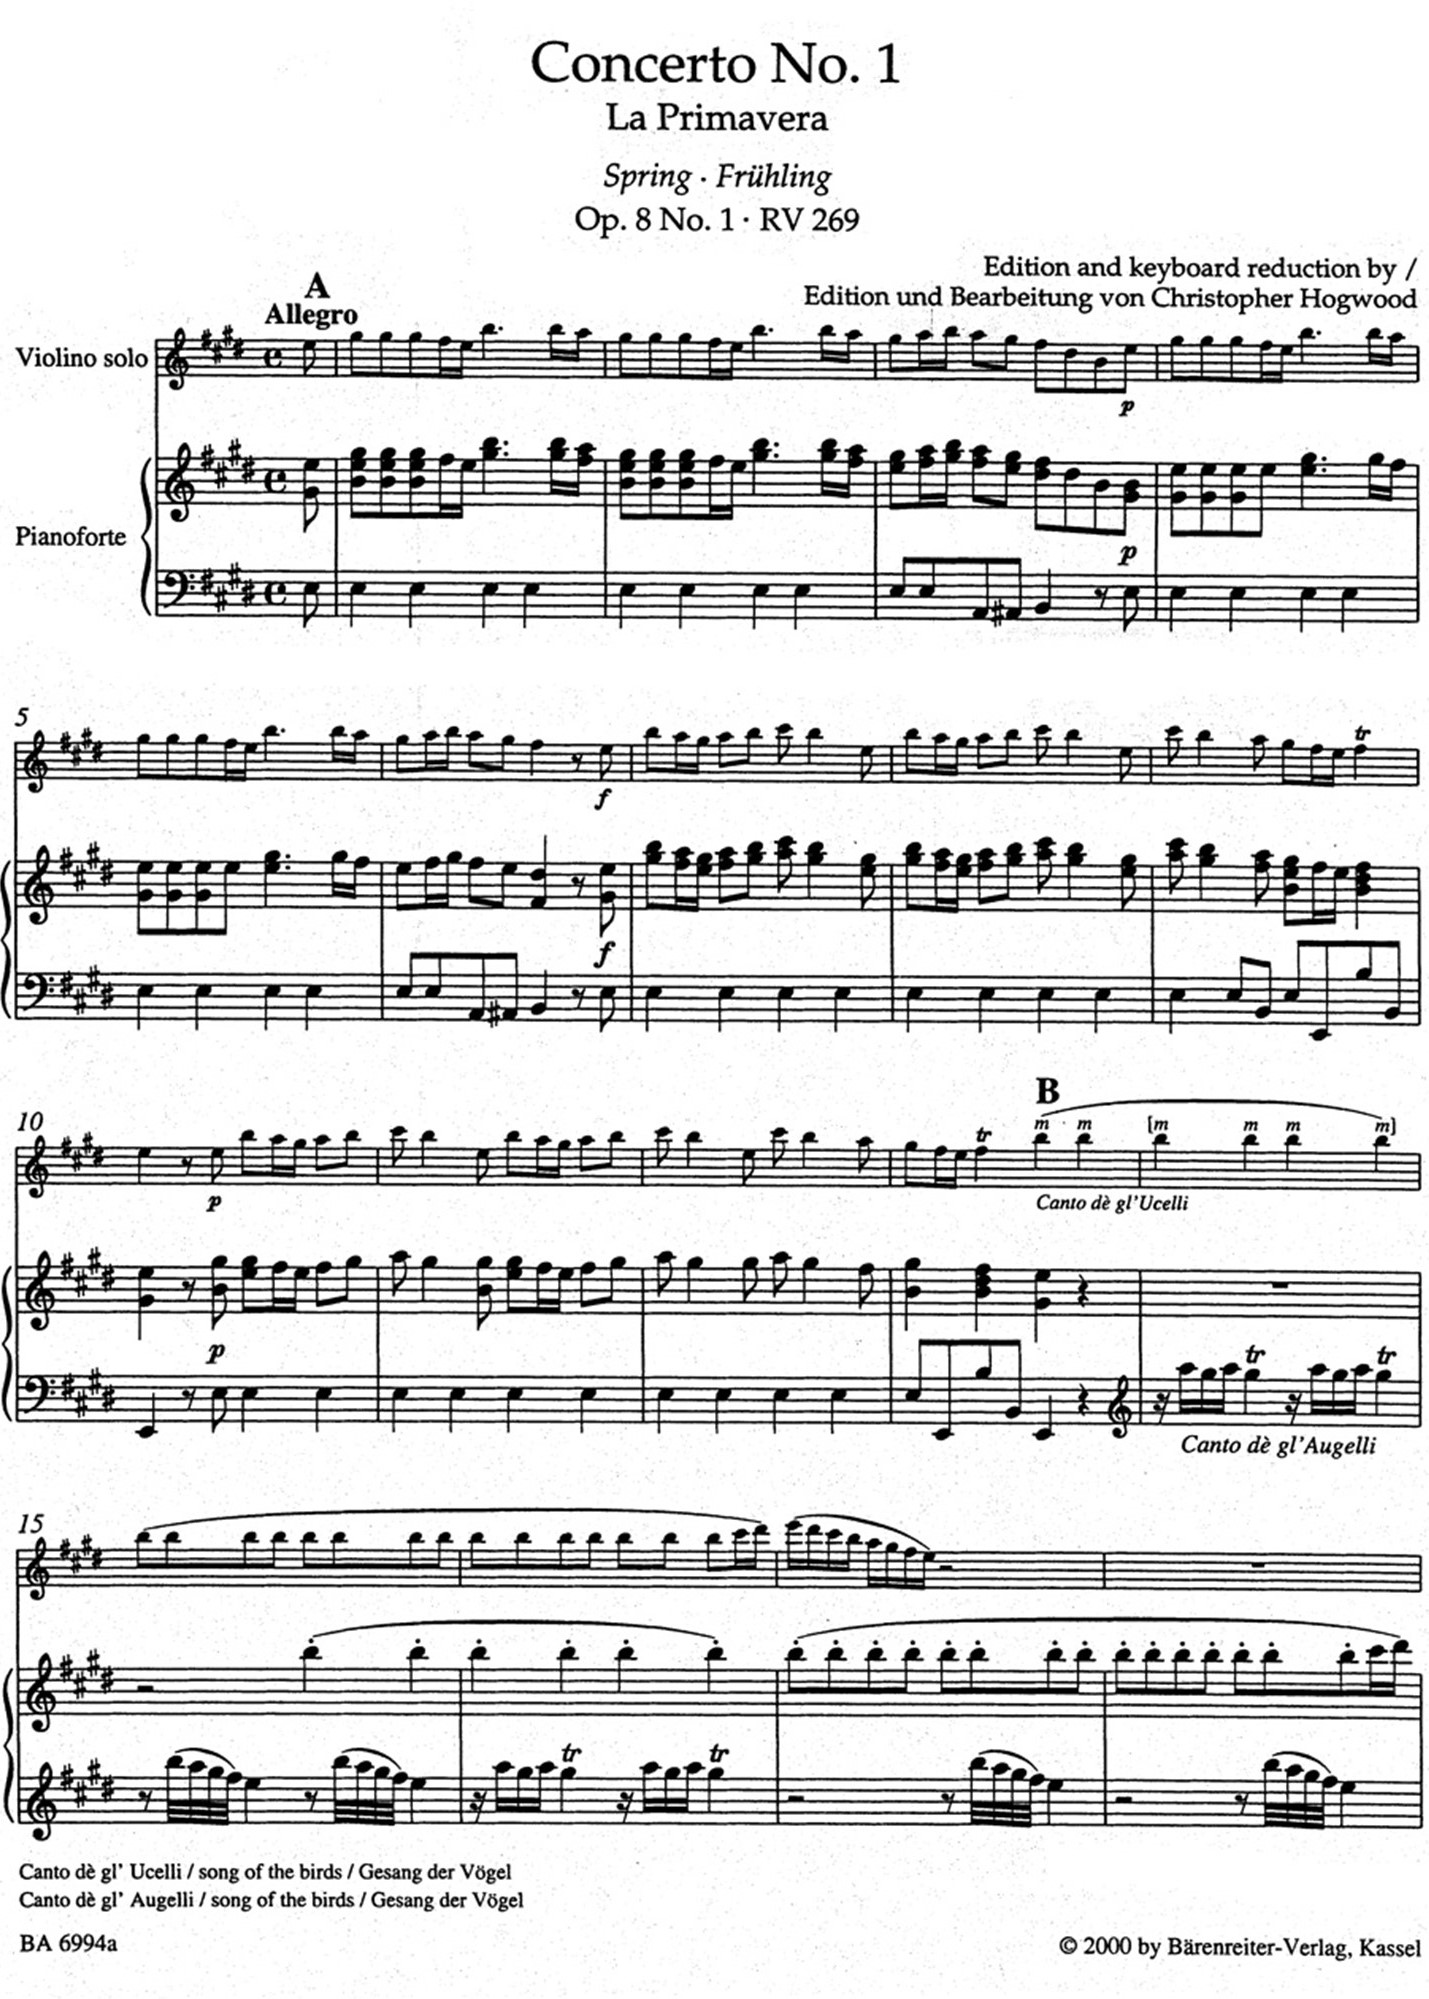 Concerto No. 1
La Primavera
Spring · Frühling
Op. 8 No. 1 · RV 269
Edition and keyboard reduction by /
Edition und Bearbeitung von Christopher Hogwood
A
Allegro
Violino solo
p
Pianoforte
p
5
tr
f
f
10
B
tr
m m [m m m m]
p
Canto dè gl'Ucelli
p
tr tr
Canto dè gl'Augelli
15
tr tr
Canto dè gl' Ucelli / song of the birds / Gesang der Vögel
Canto dè gl' Augelli / song of the birds / Gesang der Vögel
BA 6994a
© 2000 by Bärenreiter-Verlag, Kassel